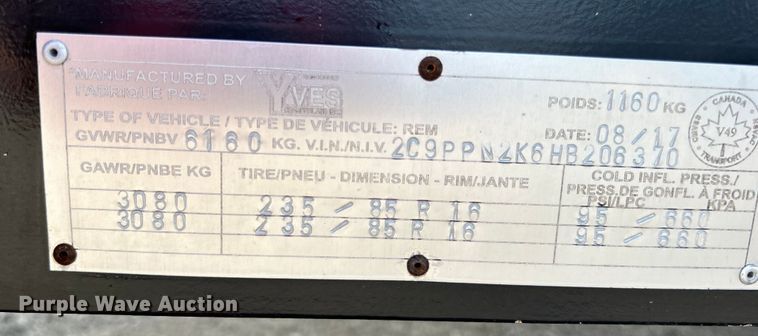 MANUFACTURED BY
FABRIQUÉ PAR:
YVES
POIDS: 1160 KG
TYPE OF VEHICLE / TYPE DE VÉHICULE: REM
DATE: 08/17
CANADA
V49
TRANSPORT
GVWR/PNBV 6160 KG. V.I.N./N.I.V. 2C9PPN2K6HB206370
GAWR/PNBE KG
TIRE/PNEU - DIMENSION - RIM/JANTE
COLD INFL. PRESS./
PRESS.DE GONFL. À FROID
PSI/LPC KPA
3080 235/85 R 16 95/660
3080 235/85 R 16 95/660
Purple Wave Auction